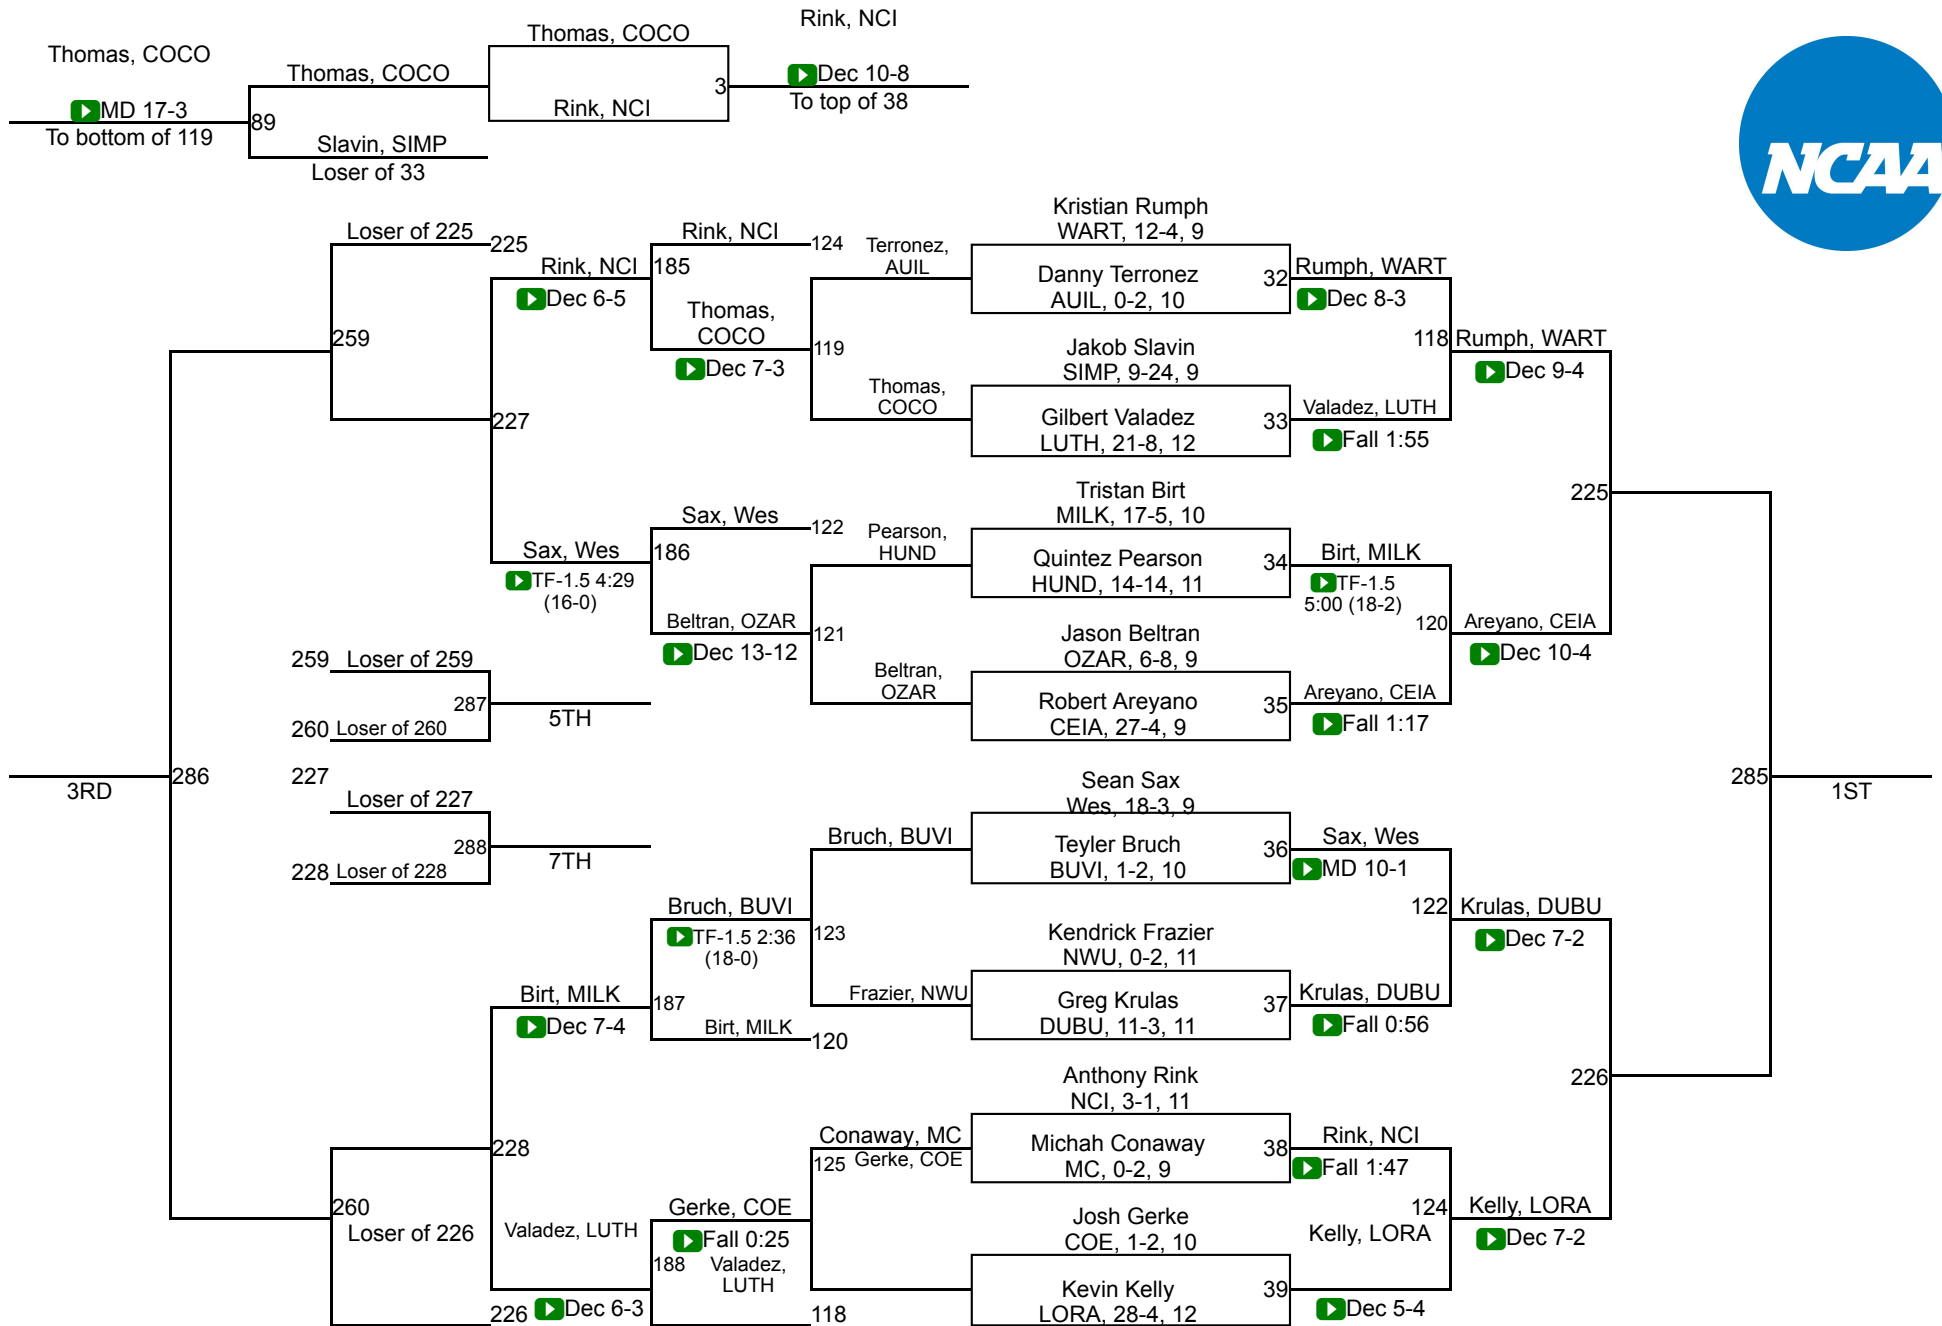 Rink, NCI
Thomas, COCO
Thomas, COCO
Thomas, COCO
Dec 10-8
3
Rink, NCI
To top of 38
MD 17-3
89
To bottom of 119
Slavin, SIMP
Loser of 33
NCAA
Kristian Rumph
WART, 12-4, 9
Loser of 225
225
Rink, NCI
124
Terronez,
AUIL
Rink, NCI
185
Danny Terronez
AUIL, 0-2, 10
32
Rumph, WART
Dec 6-5
Dec 8-3
Thomas,
COCO
259
119
Jakob Slavin
SIMP, 9-24, 9
118
Rumph, WART
Dec 7-3
Dec 9-4
Thomas,
COCO
227
Gilbert Valadez
LUTH, 21-8, 12
33
Valadez, LUTH
Fall 1:55
Tristan Birt
MILK, 17-5, 10
225
Sax, Wes
122
Pearson,
HUND
Sax, Wes
186
Quintez Pearson
HUND, 14-14, 11
34
Birt, MILK
TF-1.5 4:29
(16-0)
TF-1.5
5:00 (18-2)
Beltran, OZAR
121
Jason Beltran
OZAR, 6-8, 9
120
Areyano, CEIA
Dec 13-12
Dec 10-4
259
Loser of 259
Beltran,
OZAR
287
5TH
Robert Areyano
CEIA, 27-4, 9
35
Areyano, CEIA
Fall 1:17
260
Loser of 260
3RD
286
227
Sean Sax
Wes, 18-3, 9
285
1ST
Loser of 227
288
7TH
Bruch, BUVI
Teyler Bruch
BUVI, 1-2, 10
36
Sax, Wes
MD 10-1
228
Loser of 228
Bruch, BUVI
123
Kendrick Frazier
NWU, 0-2, 11
122
Krulas, DUBU
TF-1.5 2:36
(18-0)
Dec 7-2
Birt, MILK
187
Frazier, NWU
Greg Krulas
DUBU, 11-3, 11
37
Krulas, DUBU
Dec 7-4
Birt, MILK
120
Fall 0:56
Anthony Rink
NCI, 3-1, 11
226
228
Conaway, MC
125
Gerke, COE
Michah Conaway
MC, 0-2, 9
38
Rink, NCI
Fall 1:47
260
Gerke, COE
Josh Gerke
COE, 1-2, 10
124
Kelly, LORA
Loser of 226
Valadez, LUTH
Fall 0:25
Kelly, LORA
Dec 7-2
188
Valadez,
LUTH
Kevin Kelly
LORA, 28-4, 12
39
226
Dec 6-3
118
Dec 5-4